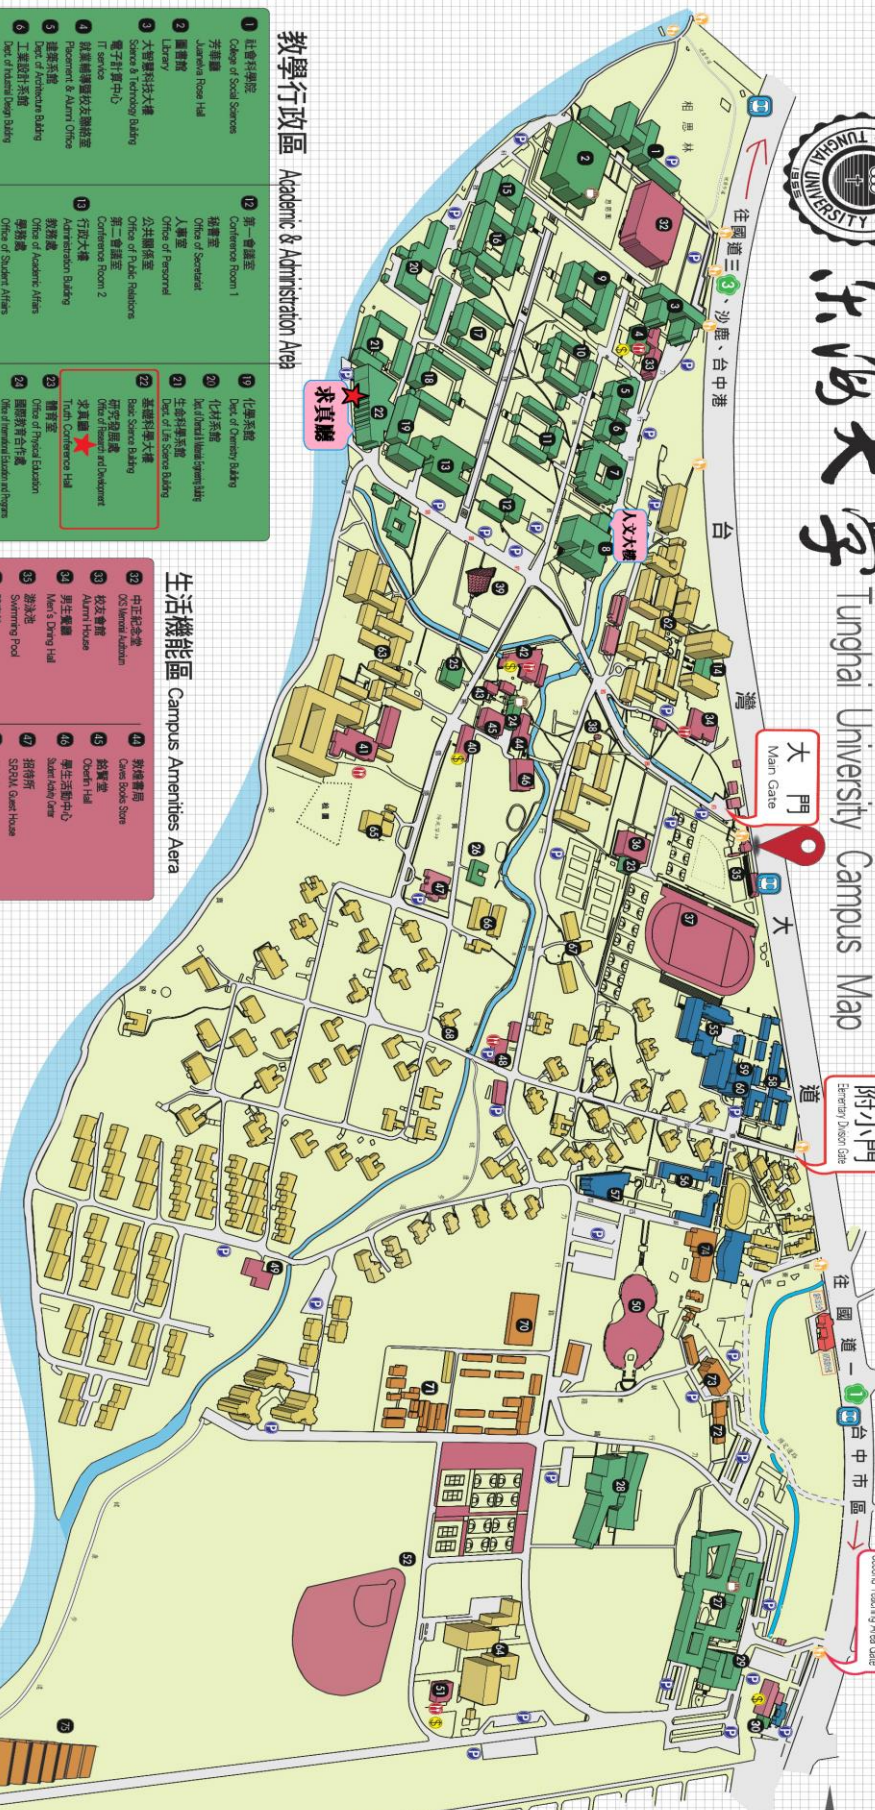 東海大學
Tunghai University Campus Map
TUNGHAI UNIVERSITY
1955
往國道三
3
、沙鹿、台中港
台
灣
大
道
大門
Main Gate
附小門
Elementary Division Gate
往國道一
1
台中市區
相思林
人文大樓
求真廳
教學行政區 Academic & Administration Area
1 社會科學院
College of Social Sciences
芳華廳
2 圖書館
Library
3 大智慧科技大樓
Science & Technology Building
電子計算中心
IT service
4 就業輔導暨校友聯絡室
Placement & Alumni Office
5 建築系館
Dept. of Architecture Building
6 工業設計系館
Dept. of Industrial Design Building
12 第一會議室
Conference Room 1
秘書室
Office of Secretariat
人事室
Office of Personnel
公共關係室
Office of Public Relations
第二會議室
Conference Room 2
13 行政大樓
Administration Building
教務處
Office of Academic Affairs
學務處
Office of Student Affairs
19 化學系館
Dept. of Chemistry Building
20 化材系館
21 生命科學系館
Dept. of Life Science Building
22 基礎科學大樓
Basic Science Building
研究發展處
Office of Research and Development
求真廳
Truth Conference Hall
23 體育室
Office of Physical Education
24 國際教育合作處
Office of International Education and Programs
生活機能區 Campus Amenities Aera
32 中正紀念堂
CKS Memorial Auditorium
33 校友會館
Alumni House
34 男生餐廳
Men's Dining Hall
35 游泳池
Swimming Pool
44 敦煌書局
Caves Books Store
45 銘賢堂
Oberlin Hall
46 學生活動中心
Student Activity Center
47 招待所
S.R.R.M. Guest House